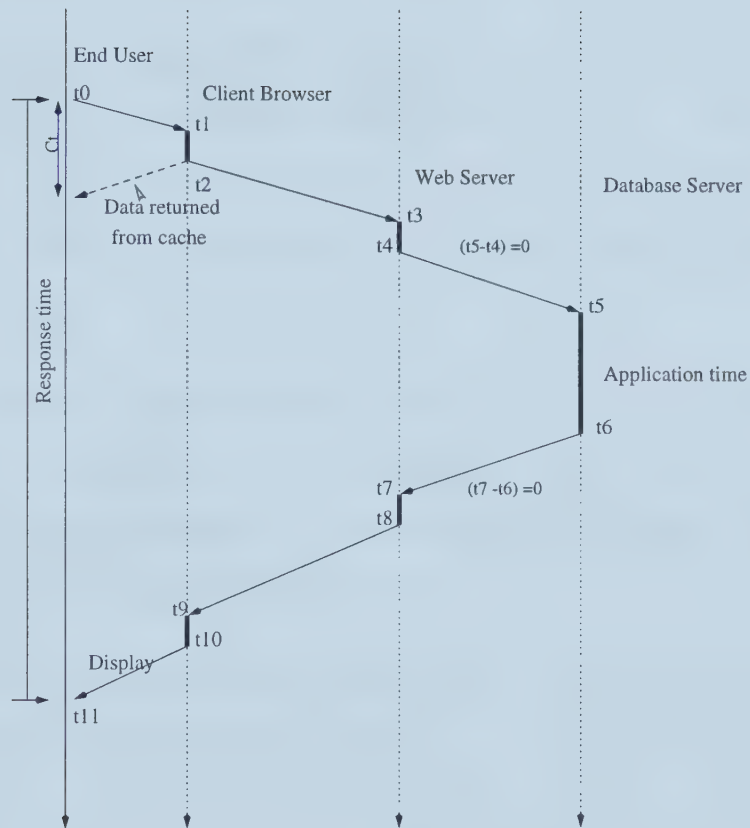 End User
t0
Client Browser
t1
Ct
t2
Web Server
Database Server
Data returned
from cache
t3
t4
(t5-t4) =0
t5
Response time
Application time
t6
t7
(t7 -t6) =0
t8
t9
t10
Display
t11